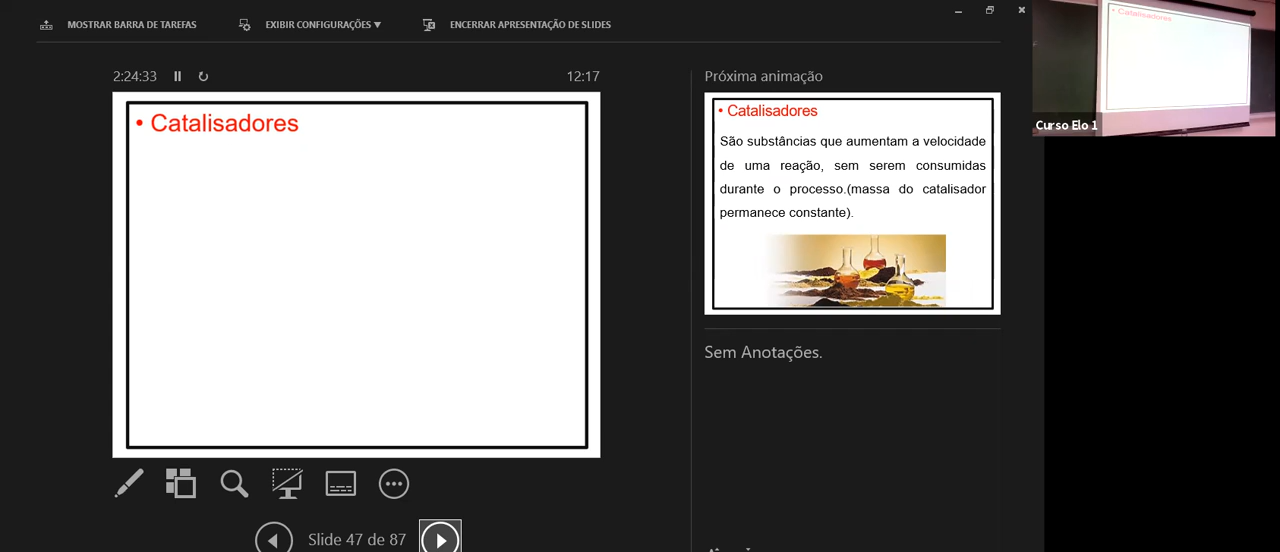 MOSTRAR BARRA DE TAREFAS
EXIBIR CONFIGURAÇÕES ▼
ENCERRAR APRESENTAÇÃO DE SLIDES
2:24:33
12:17
• Catalisadores
Slide 47 de 87
Próxima animação
• Catalisadores
São substâncias que aumentam a velocidade
de uma reação, sem serem consumidas
durante o processo.(massa do catalisador
permanece constante).
Sem Anotações.
• Catalisadores
Curso Elo 1